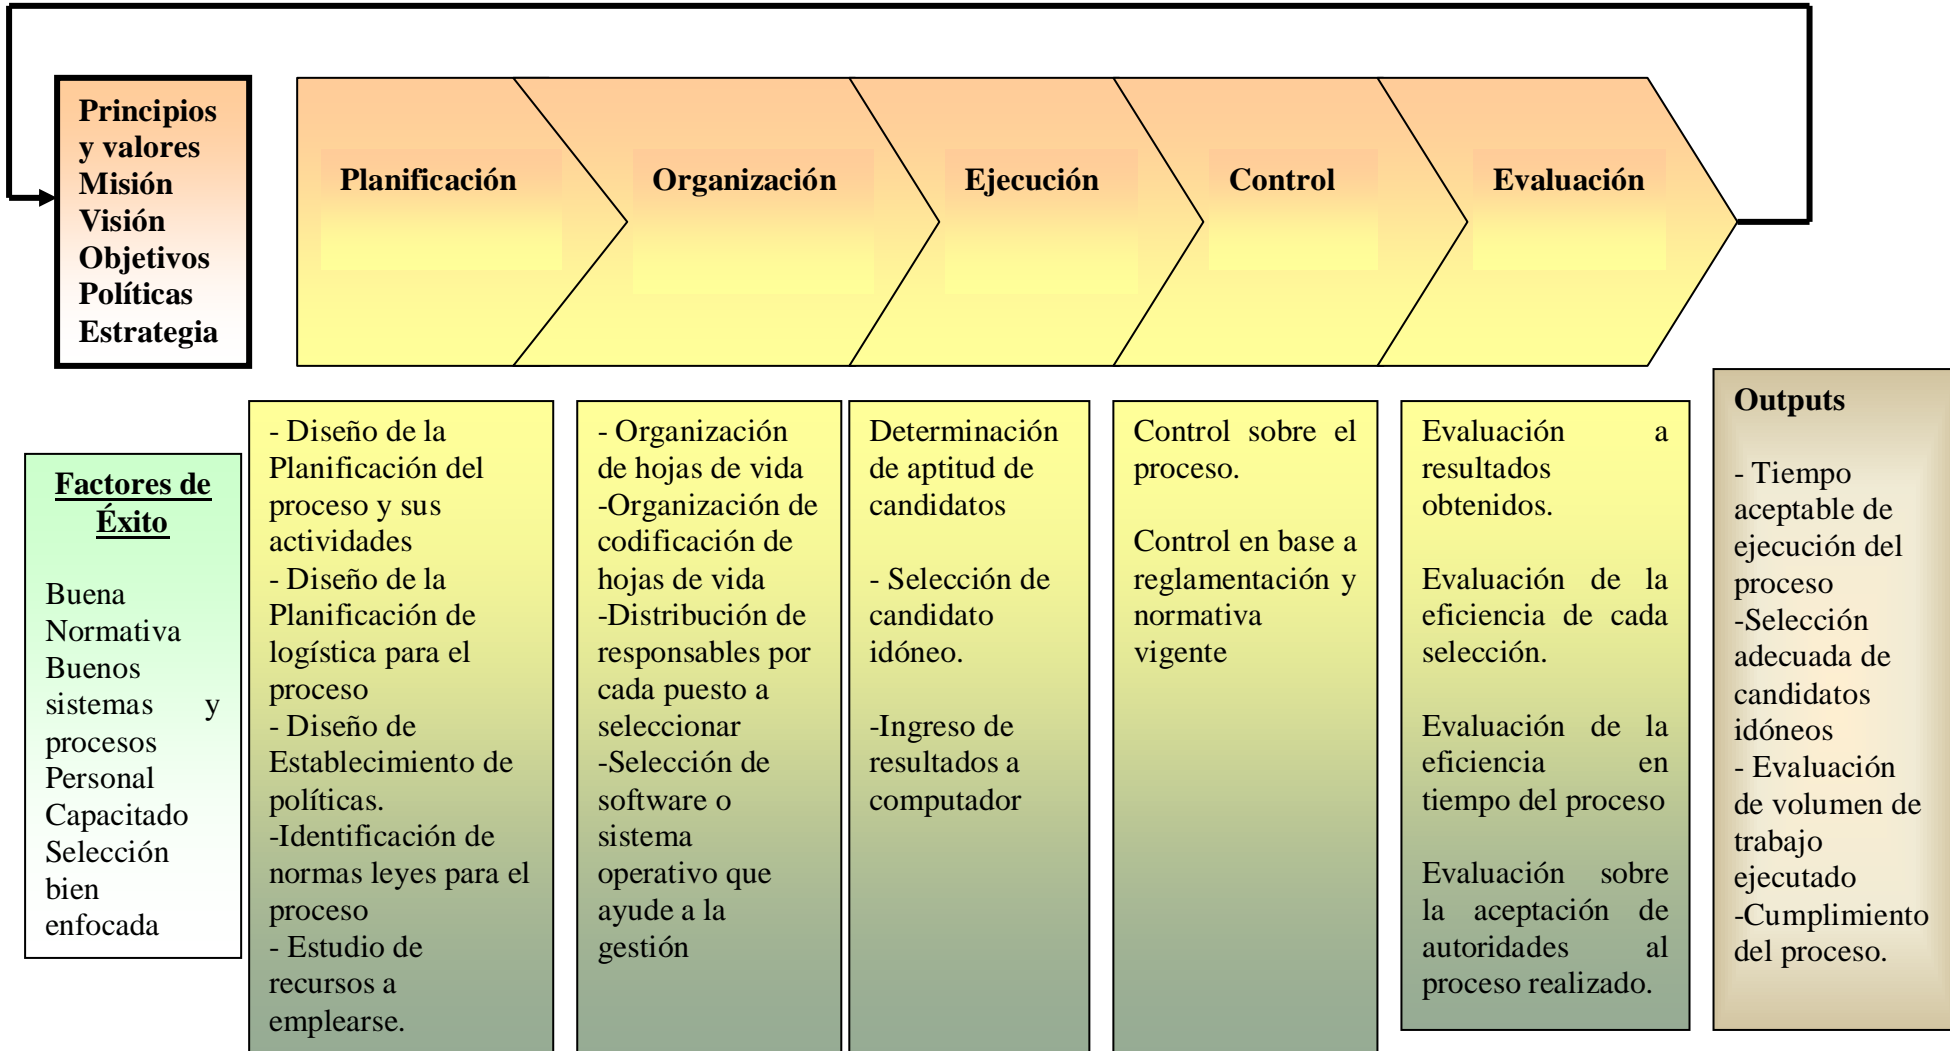 Principios
y valores
Misión
Visión
Objetivos
Políticas
Estrategia
Planificación
Organización
Ejecución
Control
Evaluación
Factores de
Éxito
Buena
Normativa
Buenos
sistemas y
procesos
Personal
Capacitado
Selección
bien
enfocada
- Diseño de la
Planificación del
proceso y sus
actividades
- Diseño de la
Planificación de
logística para el
proceso
- Diseño de
Establecimiento de
políticas.
-Identificación de
normas leyes para el
proceso
- Estudio de
recursos a
emplearse.
- Organización
de hojas de vida
-Organización de
codificación de
hojas de vida
-Distribución de
responsables por
cada puesto a
seleccionar
-Selección de
software o
sistema
operativo que
ayude a la
gestión
Determinación
de aptitud de
candidatos
- Selección de
candidato
idóneo.
-Ingreso de
resultados a
computador
Control sobre el
proceso.
Control en base a
reglamentación y
normativa
vigente
Evaluación a
resultados
obtenidos.
Evaluación de la
eficiencia de cada
selección.
Evaluación de la
eficiencia en
tiempo del proceso
Evaluación sobre
la aceptación de
autoridades al
proceso realizado.
Outputs
- Tiempo
aceptable de
ejecución del
proceso
-Selección
adecuada de
candidatos
idóneos
- Evaluación
de volumen de
trabajo
ejecutado
-Cumplimiento
del proceso.